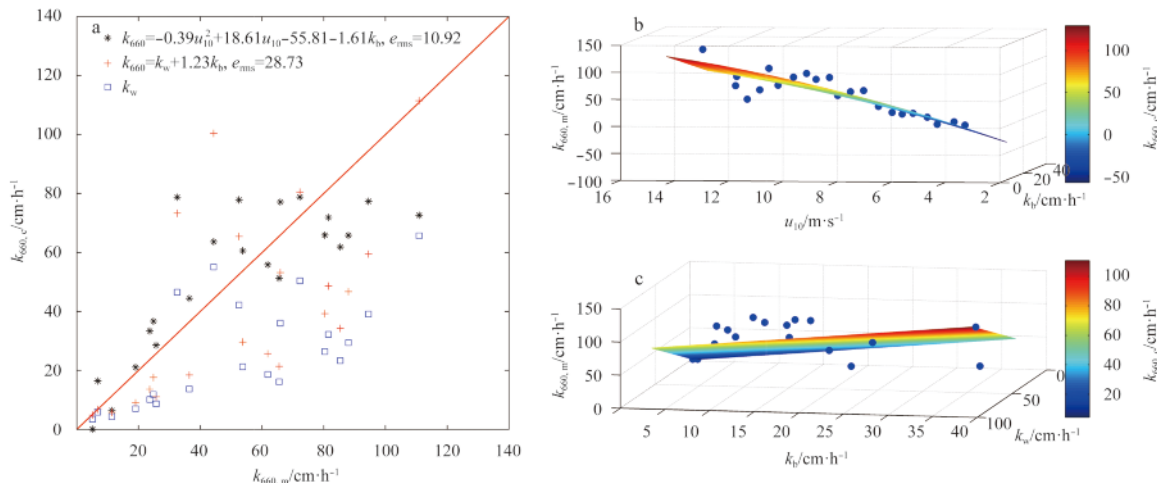 a
* k660=−0.39u10²+18.61u10−55.81−1.61kb, erms=10.92
+ k660=kw+1.23kb, erms=28.73
□ kw
140
120
100
80
60
40
20
0
20 40 60 80 100 120 140
k660, c/cm·h⁻¹
k660, m/cm·h⁻¹
b
150
100
50
0
−50
−100
16 14 12 10 8 6 4 2
0 20 40
k660, m/cm·h⁻¹
u10/m·s⁻¹
kb/cm·h⁻¹
100
50
0
−50
k660, c/cm·h⁻¹
c
150
100
50
0
5 10 15 20 25 30 35 40
100 50 0
k660, m/cm·h⁻¹
kb/cm·h⁻¹
kw/cm·h⁻¹
100
80
60
40
20
k660, c/cm·h⁻¹